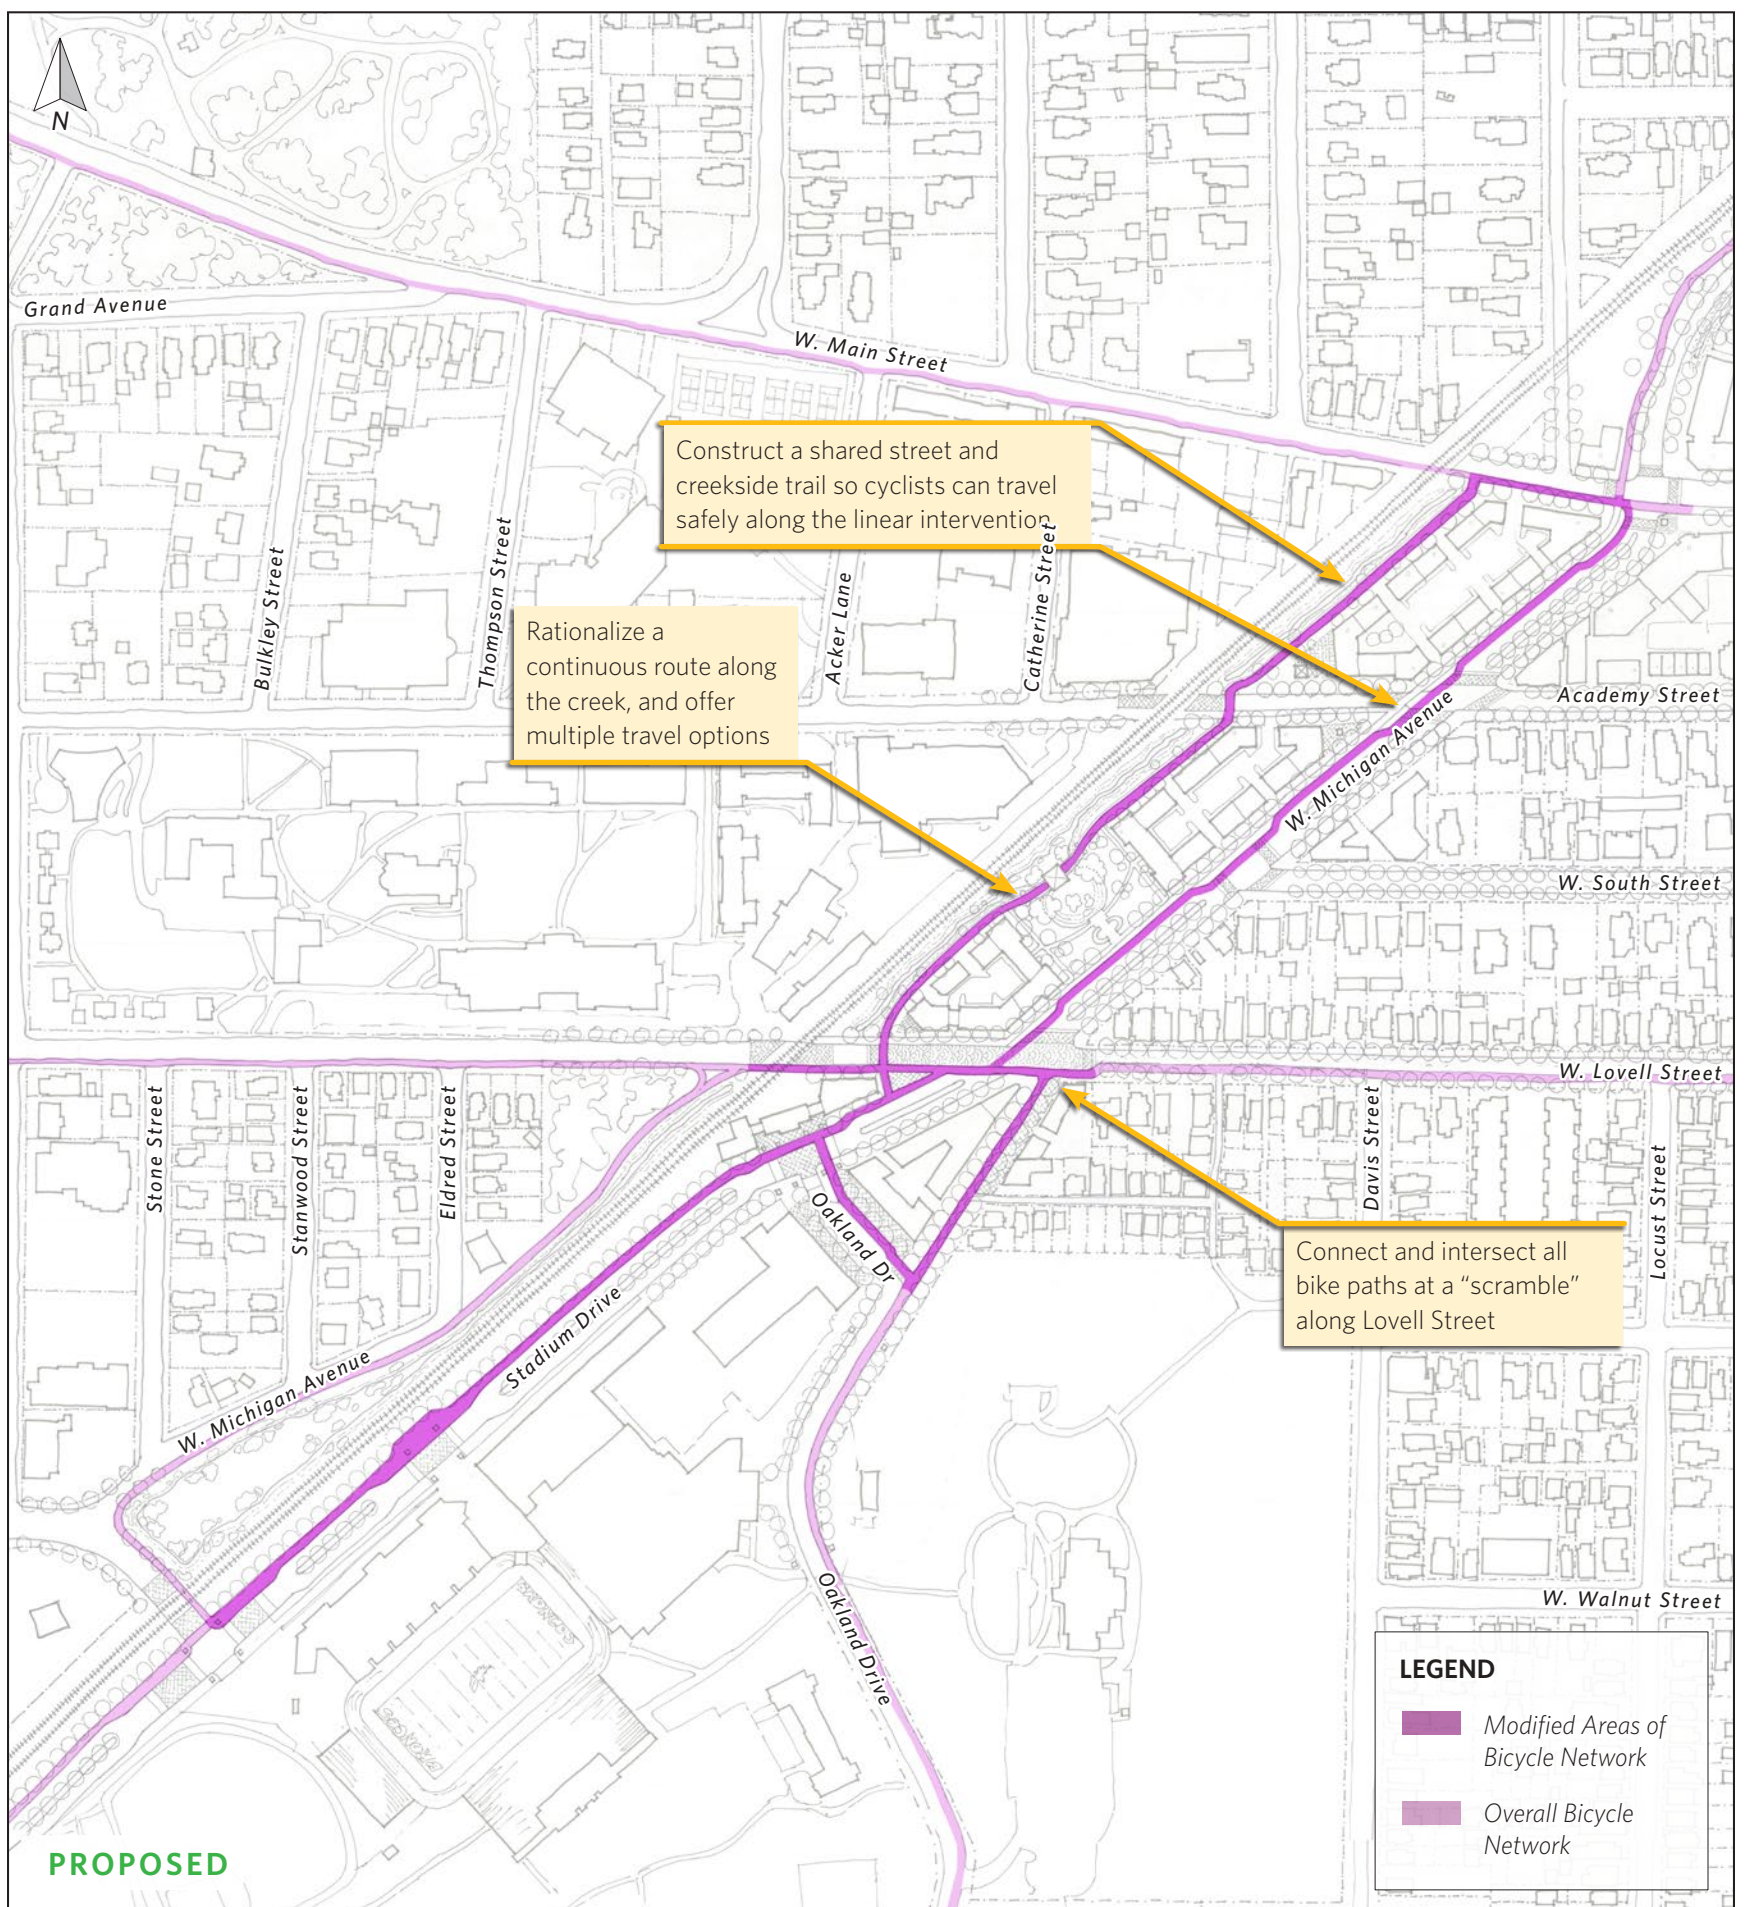 N
Grand Avenue
W. Main Street
Construct a shared street and
creekside trail so cyclists can travel
safely along the linear intervention
Rationalize a
continuous route along
the creek, and offer
multiple travel options
Bulkley Street
Thompson Street
Acker Lane
Catherine Street
Academy Street
W. Michigan Avenue
W. South Street
W. Lovell Street
Stone Street
Stanwood Street
Eldred Street
Davis Street
Locust Street
Oakland Dr
Stadium Drive
W. Michigan Avenue
Connect and intersect all
bike paths at a “scramble”
along Lovell Street
Oakland Drive
W. Walnut Street
BRONCOS
BRONCOS
LEGEND
Modified Areas of
Bicycle Network
Overall Bicycle
Network
PROPOSED